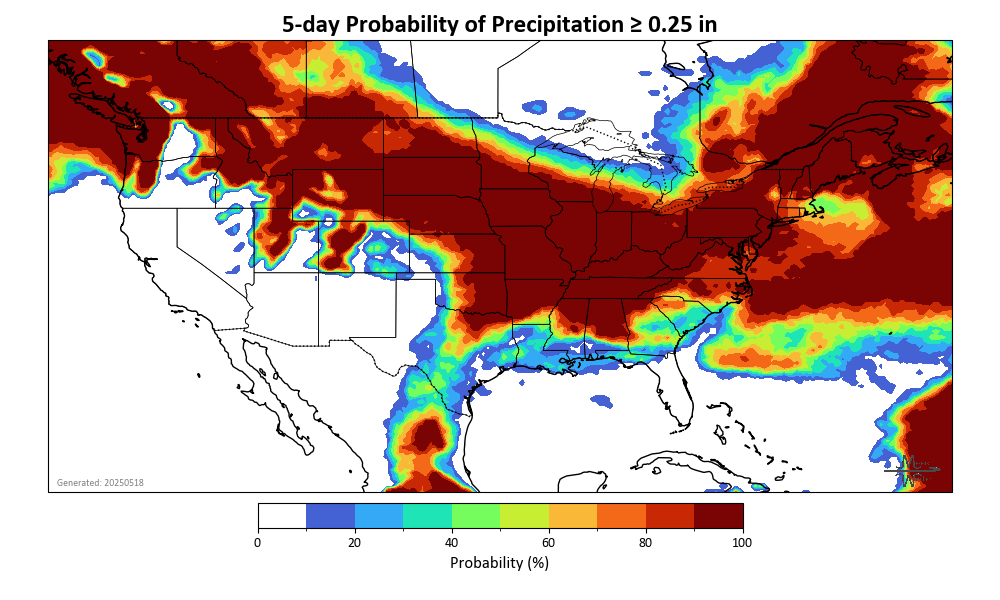 5-day Probability of Precipitation ≥ 0.25 in
Generated: 20250518
0 20 40 60 80 100
Probability (%)